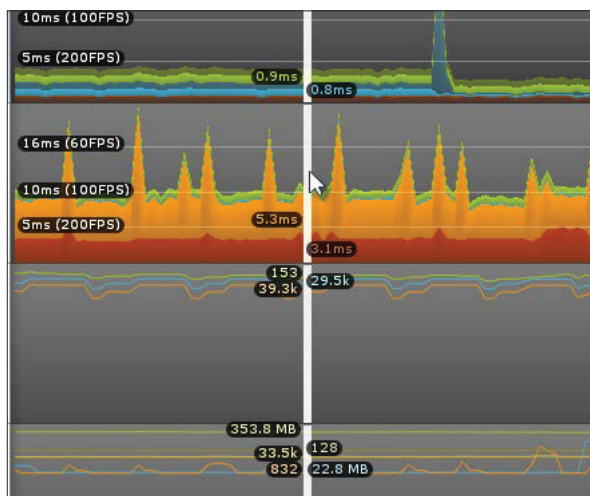 10ms (100FPS)
5ms (200FPS)
0.9ms
0.8ms
16ms (60FPS)
10ms (100FPS)
5ms (200FPS)
5.3ms
3.1ms
153
39.3k
29.5k
353.8 MB
33.5k
128
832
22.8 MB